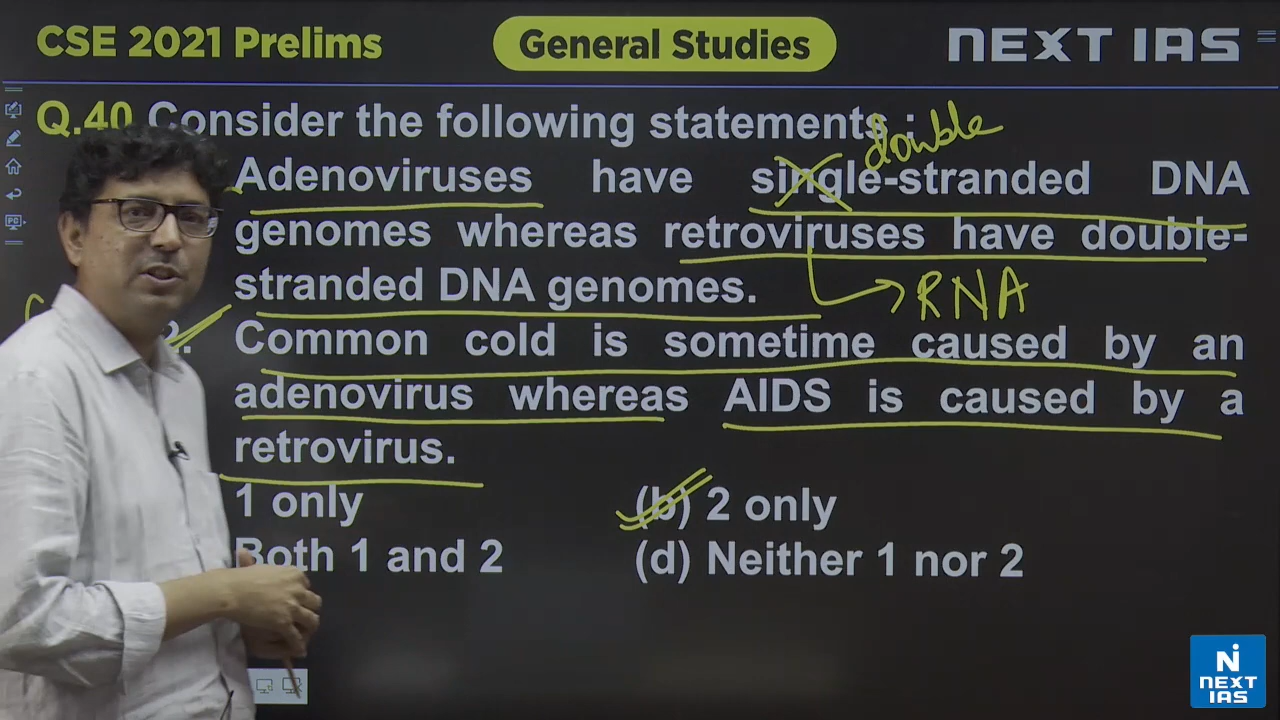 CSE 2021 Prelims General Studies NEXT IAS
Q.40 Consider the following statements :
double
Adenoviruses have single-stranded DNA
genomes whereas retroviruses have double-
stranded DNA genomes.
RNA
2. Common cold is sometime caused by an
adenovirus whereas AIDS is caused by a
retrovirus.
1 only (b) 2 only
Both 1 and 2 (d) Neither 1 nor 2
N
NEXT
IAS